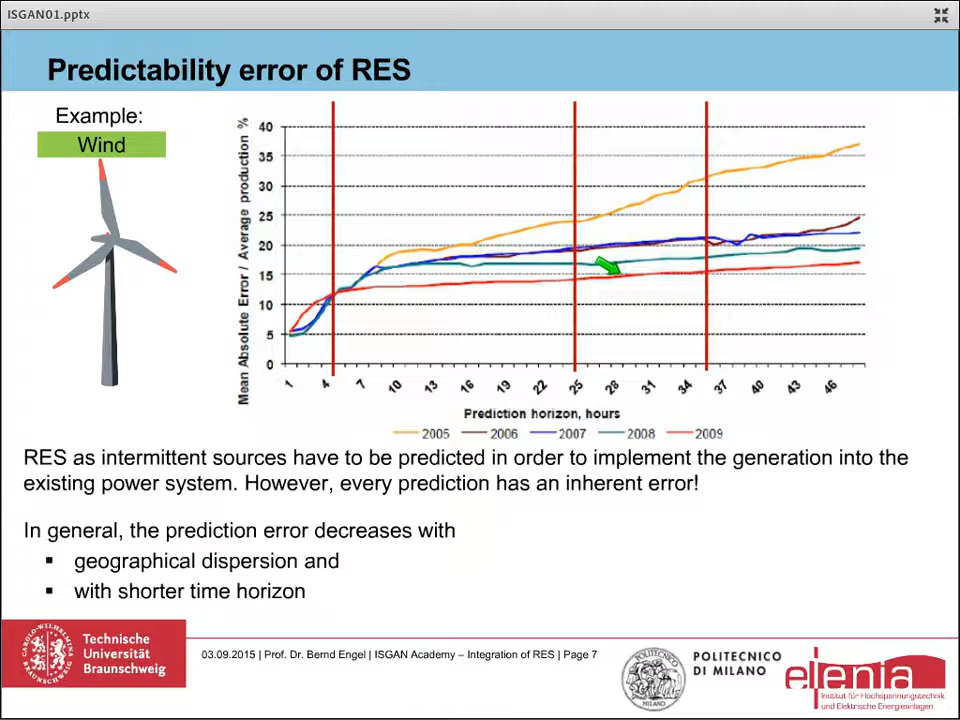 ISGAN01.pptx
Predictability error of RES
Example:
Wind
Mean Absolute Error / Average production %
40
35
30
25
20
15
10
5
0
1 4 7 10 13 16 19 22 25 28 31 34 37 40 43 46
Prediction horizon, hours
2005 2006 2007 2008 2009
RES as intermittent sources have to be predicted in order to implement the generation into the
existing power system. However, every prediction has an inherent error!
In general, the prediction error decreases with
▪ geographical dispersion and
▪ with shorter time horizon
Technische
Universität
Braunschweig
03.09.2015 | Prof. Dr. Bernd Engel | ISGAN Academy – Integration of RES | Page 7
POLITECNICO
DI MILANO
elenia
Institut für Hochspannungstechnik
und Elektrische Energieanlagen